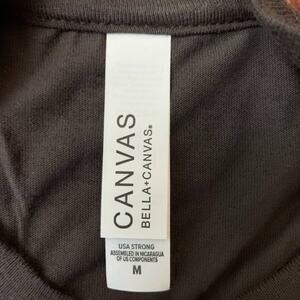 CANVAS
BELLA+CANVAS®
USA STRONG
ASSEMBLED IN NICARAGUA
OF US COMPONENTS
M